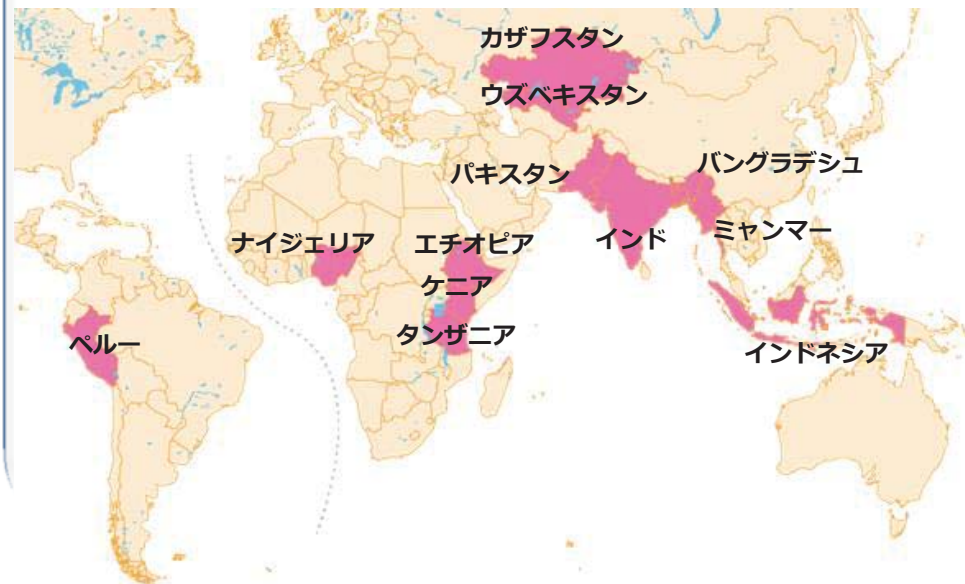 カザフスタン
ウズベキスタン
パキスタン
バングラデシュ
ナイジェリア
エチオピア
インド
ミャンマー
ケニア
タンザニア
ペルー
インドネシア